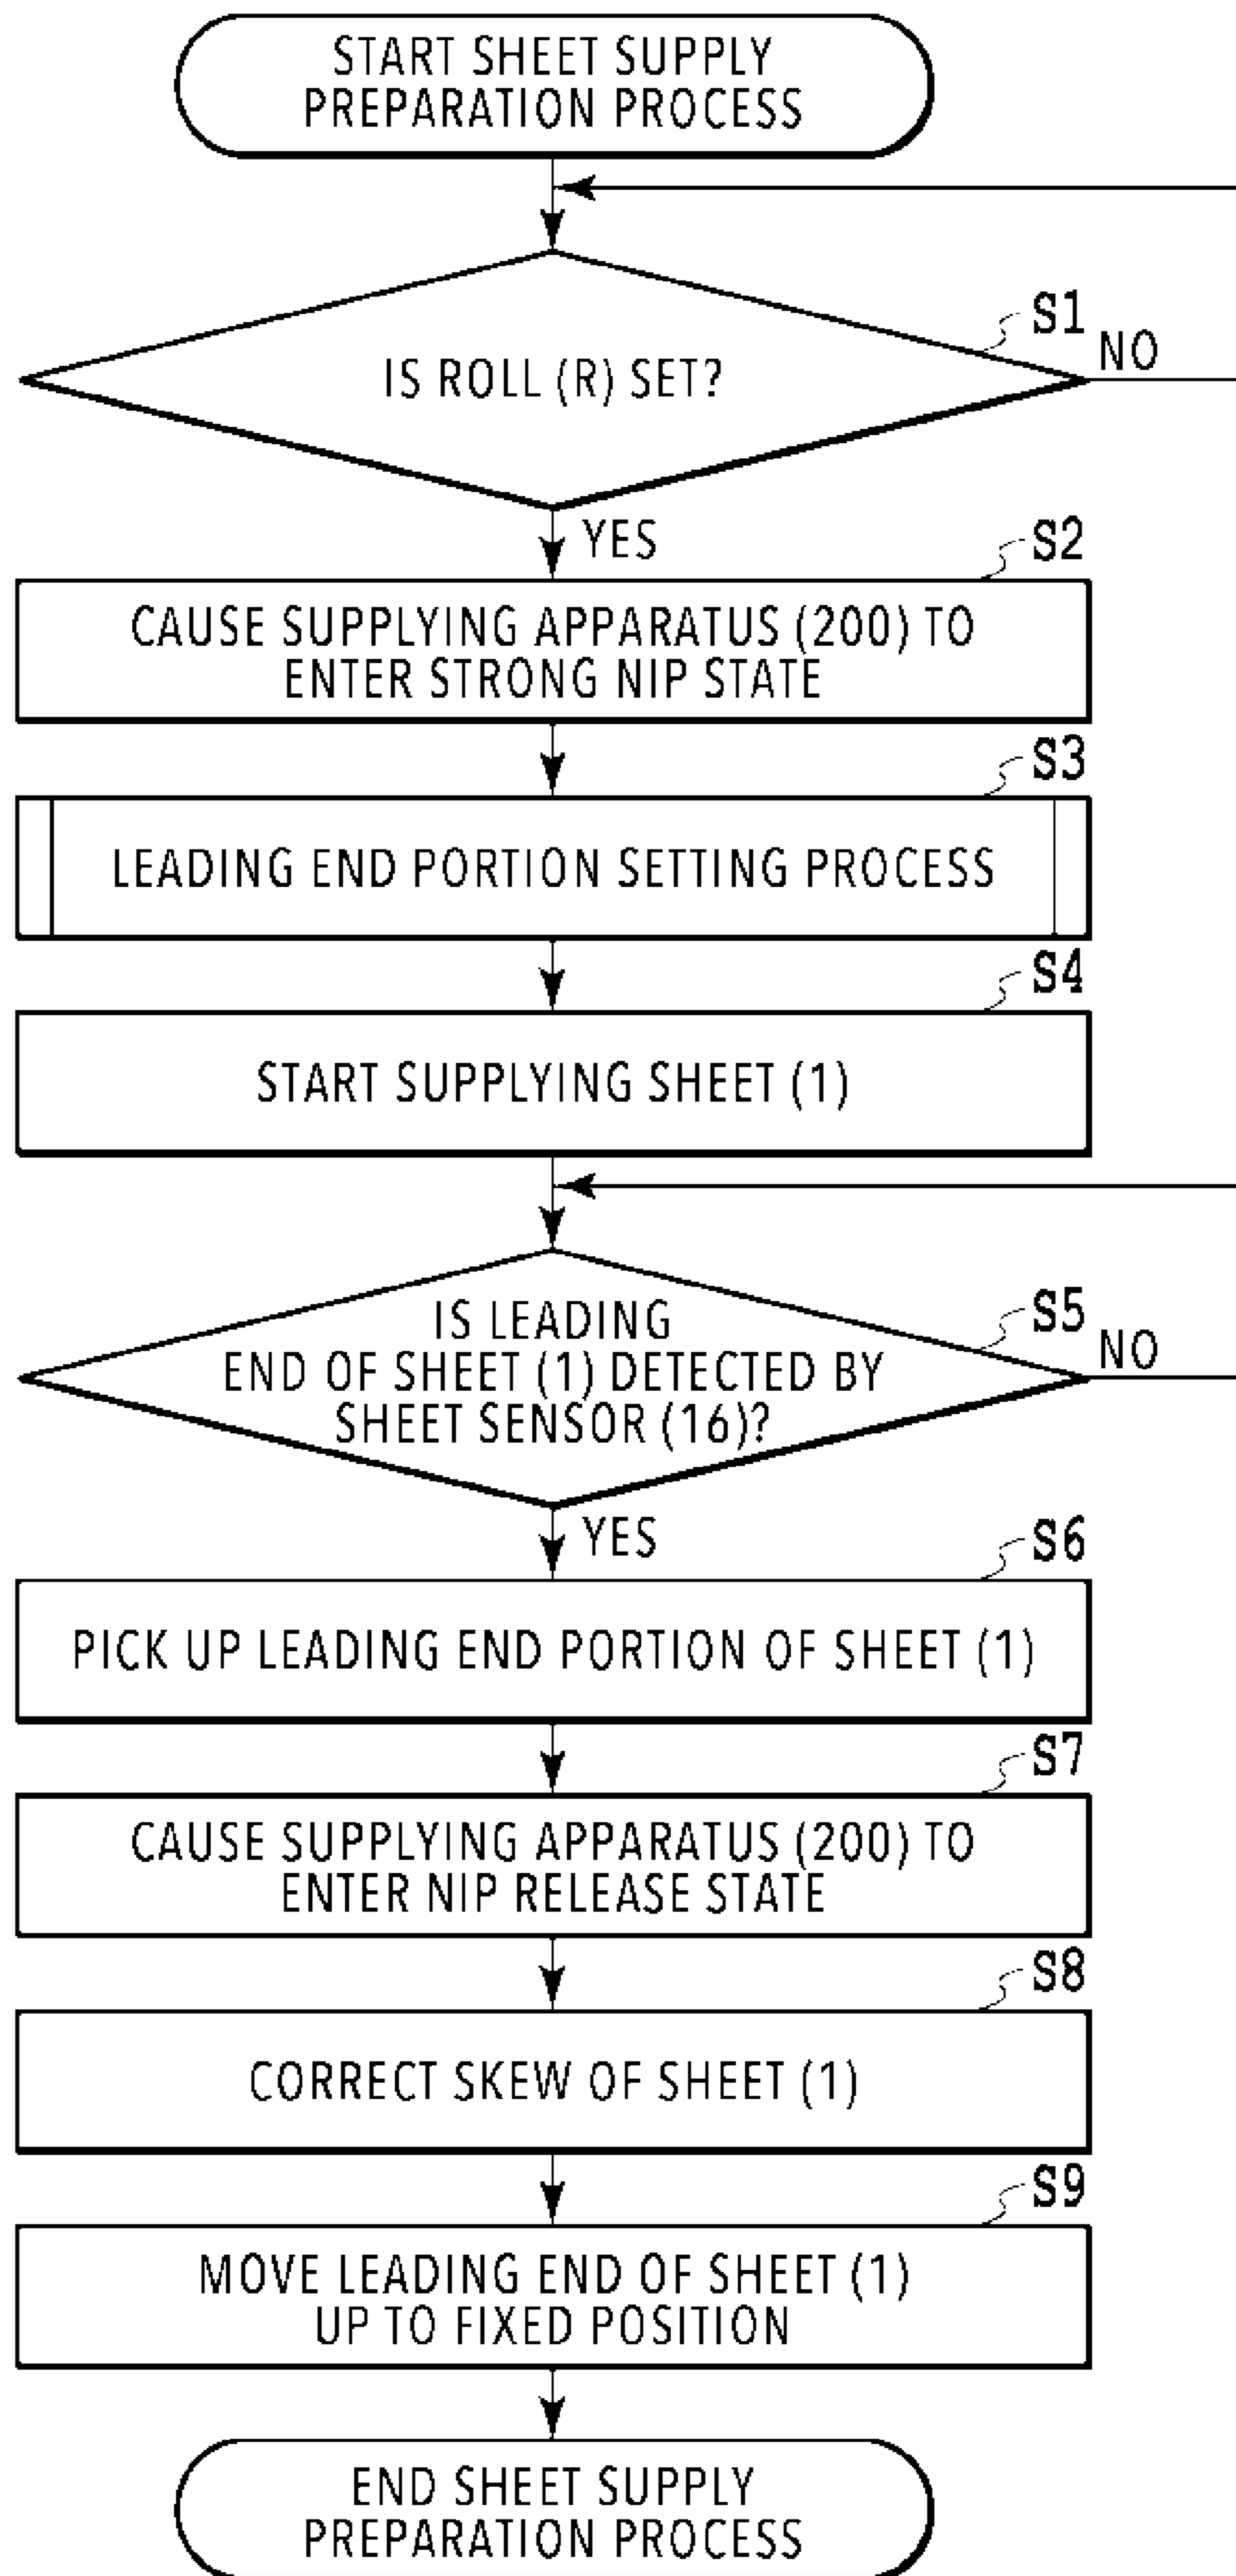 START SHEET SUPPLY
PREPARATION PROCESS
S1
IS ROLL (R) SET?
NO
YES
S2
CAUSE SUPPLYING APPARATUS (200) TO
ENTER STRONG NIP STATE
S3
LEADING END PORTION SETTING PROCESS
S4
START SUPPLYING SHEET (1)
S5
IS LEADING
END OF SHEET (1) DETECTED BY
SHEET SENSOR (16)?
NO
YES
S6
PICK UP LEADING END PORTION OF SHEET (1)
S7
CAUSE SUPPLYING APPARATUS (200) TO
ENTER NIP RELEASE STATE
S8
CORRECT SKEW OF SHEET (1)
S9
MOVE LEADING END OF SHEET (1)
UP TO FIXED POSITION
END SHEET SUPPLY
PREPARATION PROCESS